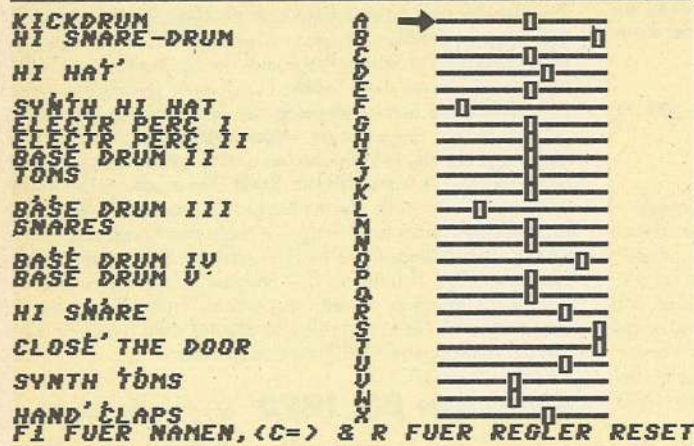 KICKDRUM A
HI SNARE-DRUM B
'' C
HI HAT D
'' E
SYNTH HI HAT F
ELECTR PERC I G
ELECTR PERC II H
BASE DRUM II I
TOMS J
'' K
BASE DRUM III L
SNARES M
'' N
BASE DRUM IV O
BASE DRUM V P
'' Q
HI SNARE R
'' S
CLOSE THE DOOR T
'' U
SYNTH TOMS V
'' W
HAND CLAPS X
F1 FUER NAMEN,<C=> & R FUER REGLER RESET